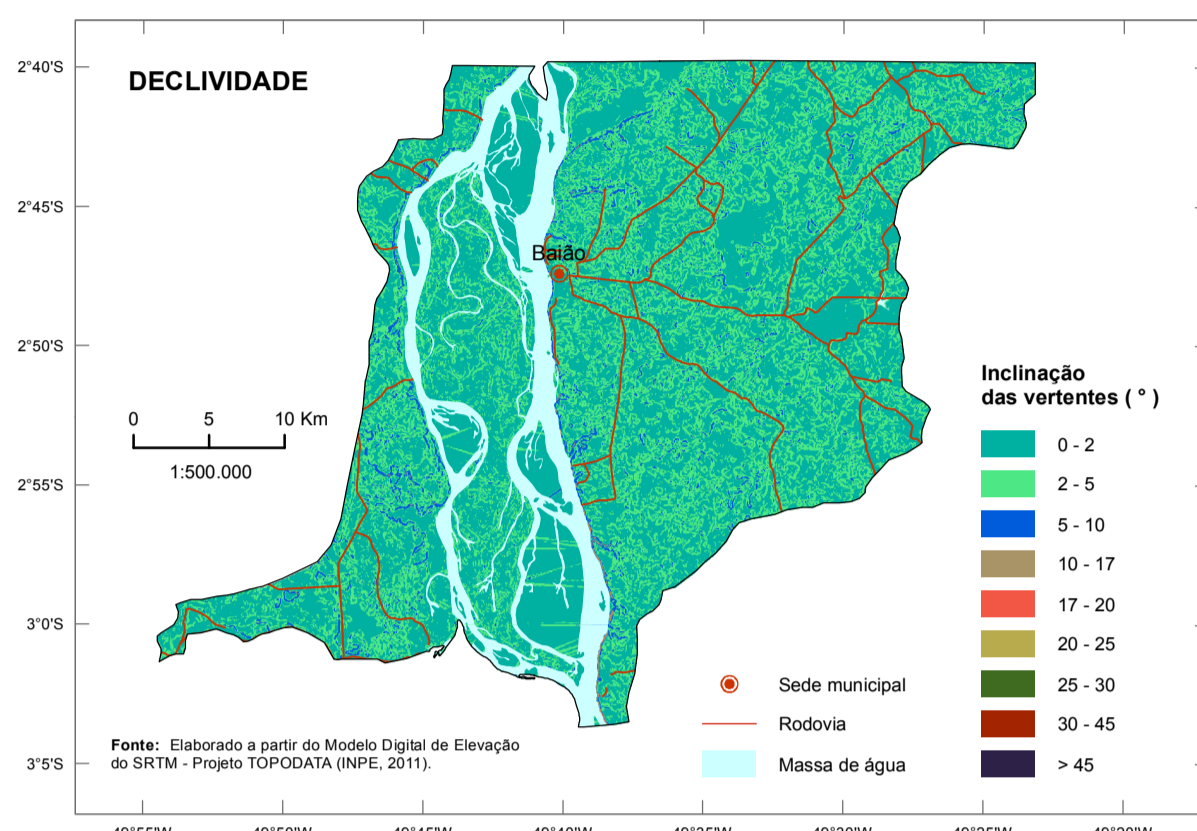 DECLIVIDADE
2°40'S
2°45'S
2°50'S
2°55'S
3°0'S
3°5'S
Baião
0 5 10 Km
1:500.000
Inclinação
das vertentes ( ° )
0 - 2
2 - 5
5 - 10
10 - 17
17 - 20
20 - 25
25 - 30
30 - 45
> 45
Sede municipal
Rodovia
Massa de água
Fonte: Elaborado a partir do Modelo Digital de Elevação
do SRTM - Projeto TOPODATA (INPE, 2011).